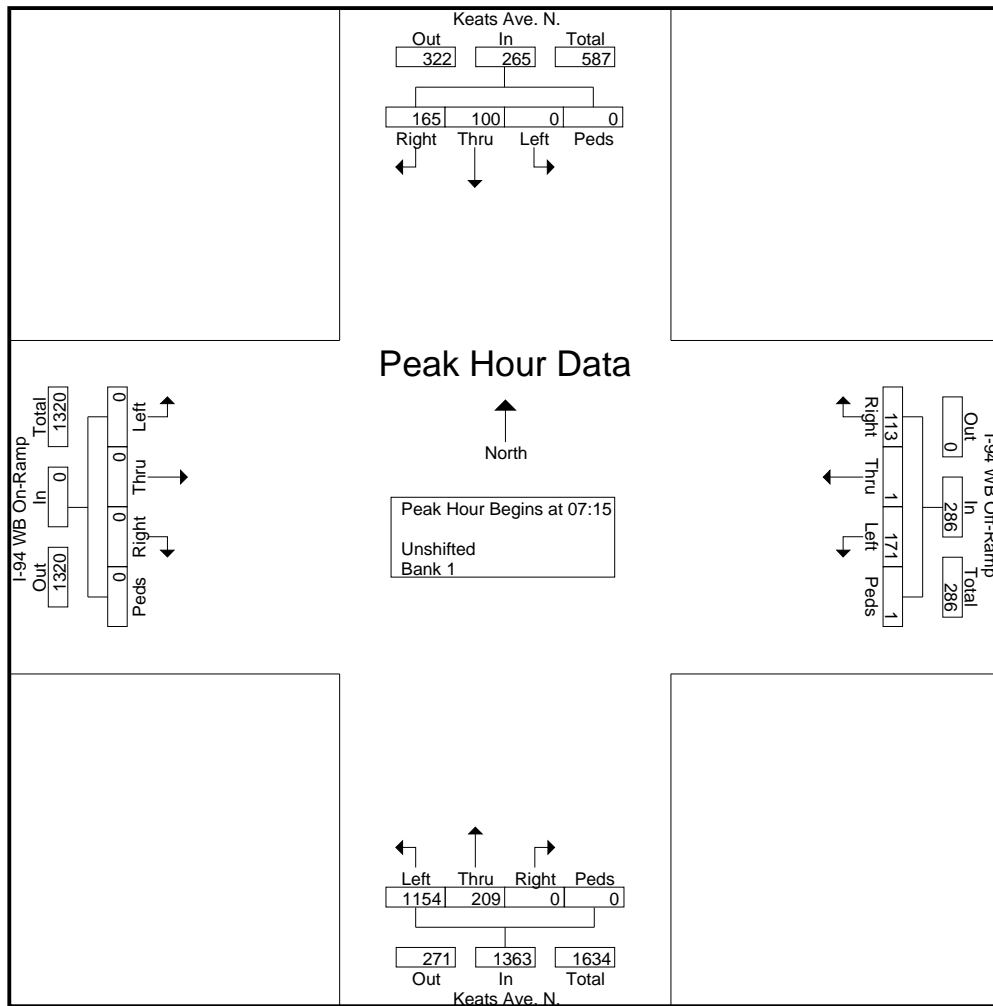 Keats Ave. N.
Out In Total
322 265 587
165 100 0 0
Right Thru Left Peds
Peak Hour Data
North
Peak Hour Begins at 07:15
Unshifted
Bank 1
I-94 WB On-Ramp
Out In Total
1320 0 1320
Left Thru Right Peds
0 0 0 0
I-94 WB Off-Ramp
Out In Total
0 286 286
113 1 171 1
Right Thru Left Peds
Left Thru Right Peds
1154 209 0 0
271 1363 1634
Out In Total
Keats Ave. N.